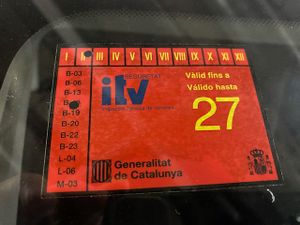 I III IV V VI VII VIII IX X XI XII
B-03
B-06
B-13
B-19
B-20
B-22
B-23
L-04
L-06
M-03
SEGURETAT
itv
Vàlid fins a
Válido hasta
27
Generalitat
de Catalunya